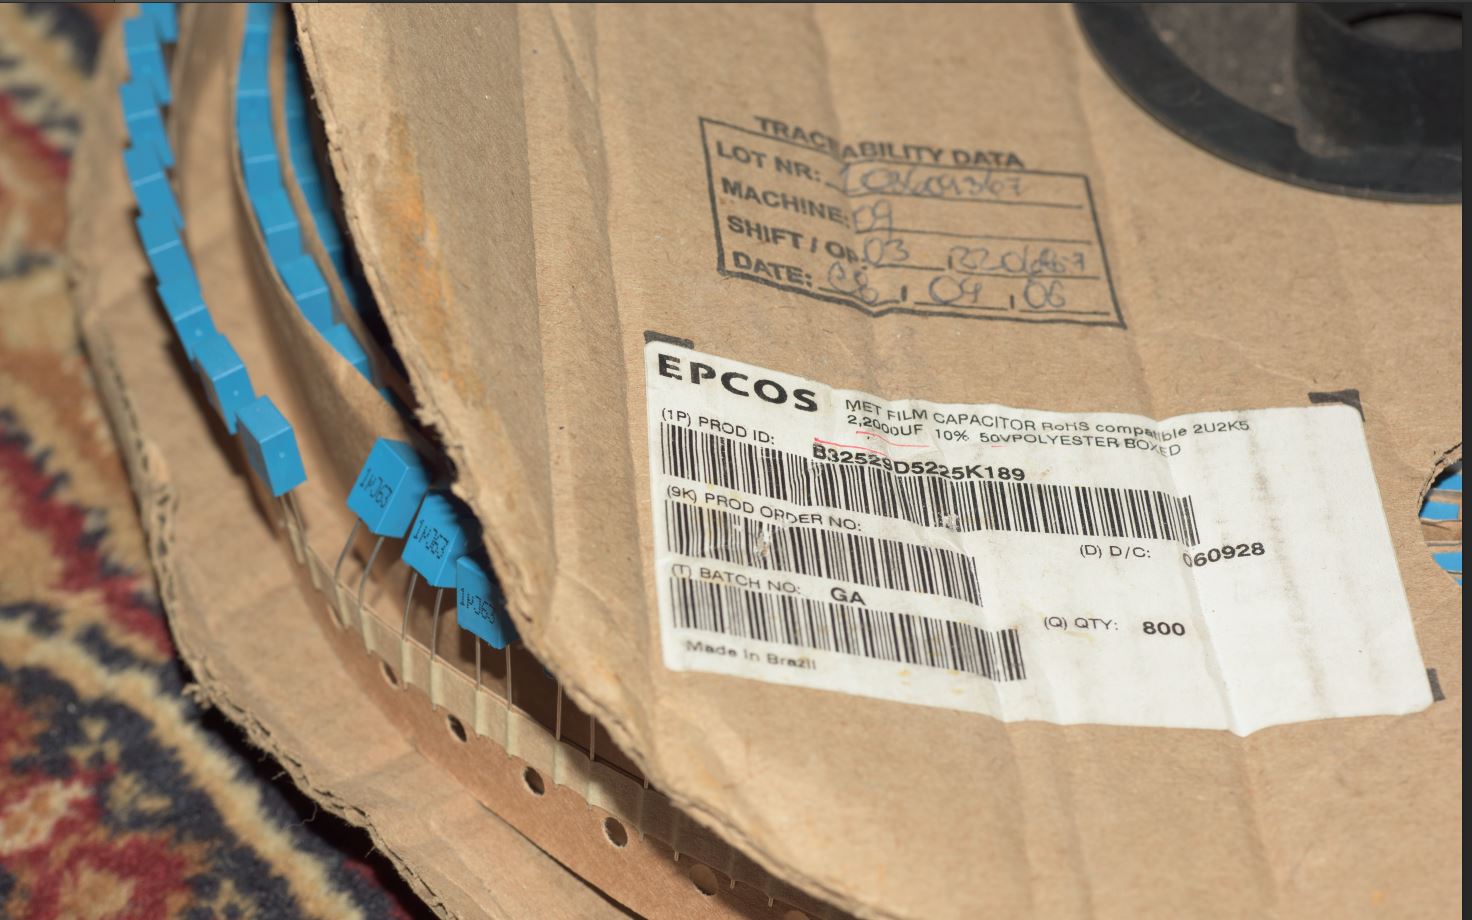 TRACEABILITY DATA
LOT NR:
MACHINE: 09
SHIFT / OP. 03
DATE: 08 09 06
EPCOS
MET FILM CAPACITOR RoHS compatible 2U2K5
2,2000UF 10% 50VPOLYESTER BOXED
(1P) PROD ID:
B32529D5225K189
(9K) PROD ORDER NO:
(D) D/C: 060928
(T) BATCH NO: GA
(Q) QTY: 800
Made in Brazil
1µJ63
1µJ63
1µJ63